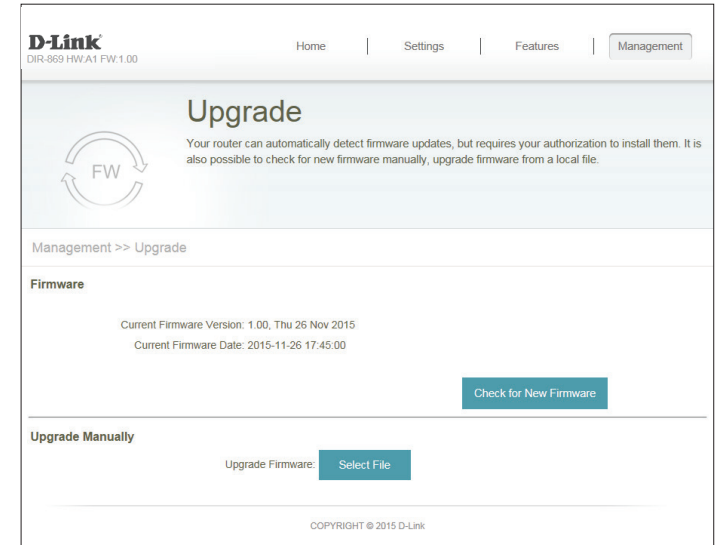 D-Link
DIR-869 HW:A1 FW:1.00
Home | Settings | Features | Management
Upgrade
Your router can automatically detect firmware updates, but requires your authorization to install them. It is
also possible to check for new firmware manually, upgrade firmware from a local file.
FW
Management >> Upgrade
Firmware
Current Firmware Version: 1.00, Thu 26 Nov 2015
Current Firmware Date: 2015-11-26 17:45:00
Check for New Firmware
Upgrade Manually
Upgrade Firmware: Select File
COPYRIGHT © 2015 D-Link